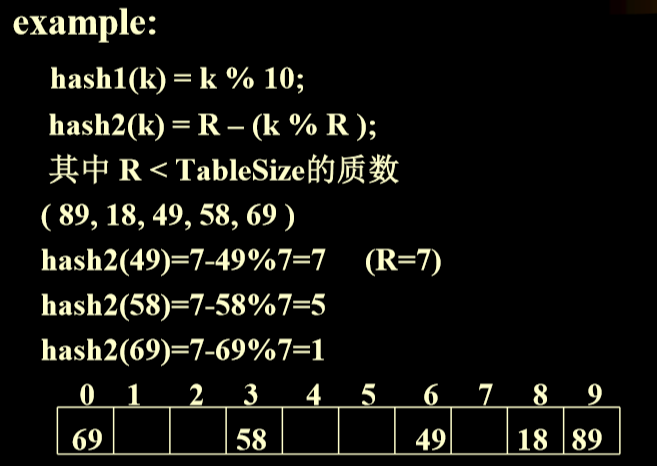 example:
hash1(k) = k % 10;
hash2(k) = R – (k % R );
其中 R < TableSize的质数
( 89, 18, 49, 58, 69 )
hash2(49)=7-49%7=7 (R=7)
hash2(58)=7-58%7=5
hash2(69)=7-69%7=1
0 1 2 3 4 5 6 7 8 9
69 58 49 18 89